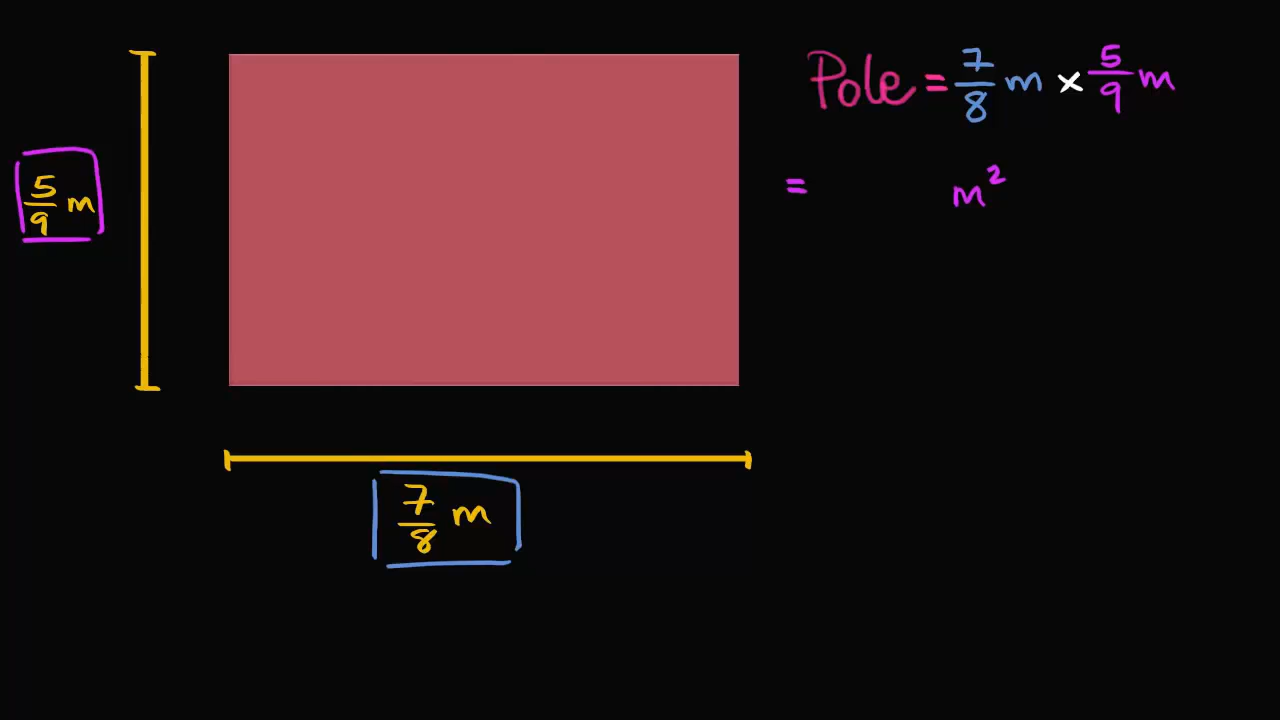 Pole = 7/8 m × 5/9 m
= m²
5/9 m
7/8 m